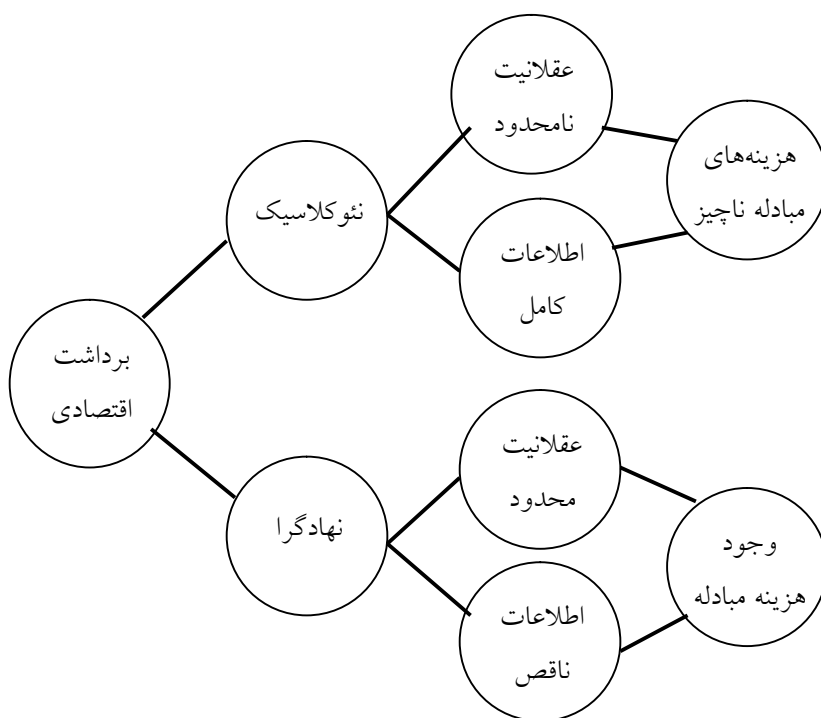 برداشت
اقتصادی
نئوکلاسیک
عقلانیت
نامحدود
اطلاعات
کامل
هزینه‌های
مبادله ناچیز
نهادگرا
عقلانیت
محدود
اطلاعات
ناقص
وجود
هزینه مبادله